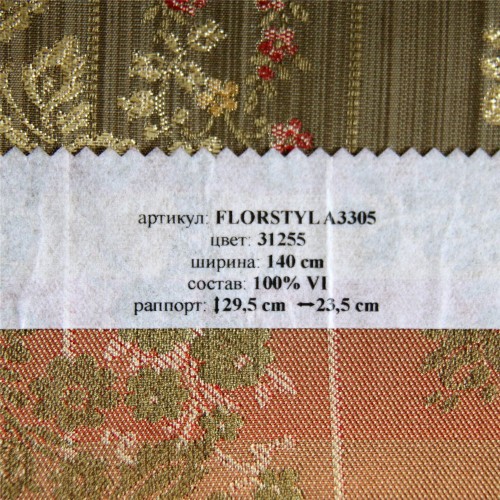 артикул: FLORSTYL A3305
цвет: 31255
ширина: 140 cm
состав: 100% VI
раппорт: ↕29,5 cm ↔23,5 cm